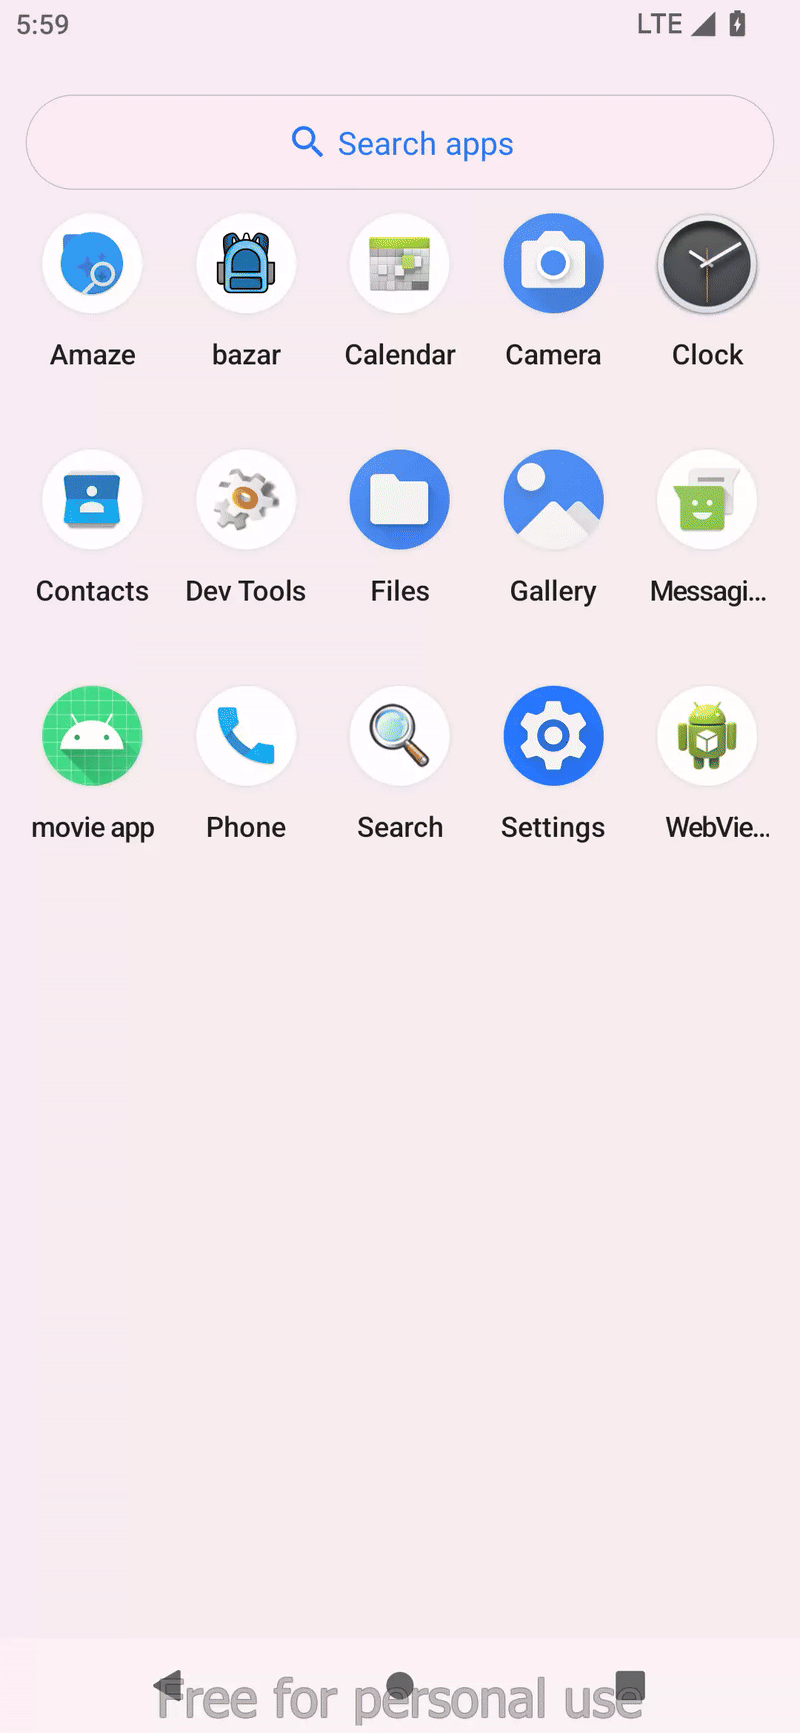 5:59 LTE
Search apps
Amaze bazar Calendar Camera Clock
Contacts Dev Tools Files Gallery Messagi...
movie app Phone Search Settings WebVie...
Free for personal use